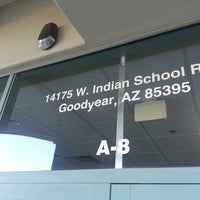 14175 W. Indian School R
Goodyear, AZ 85395
A-8